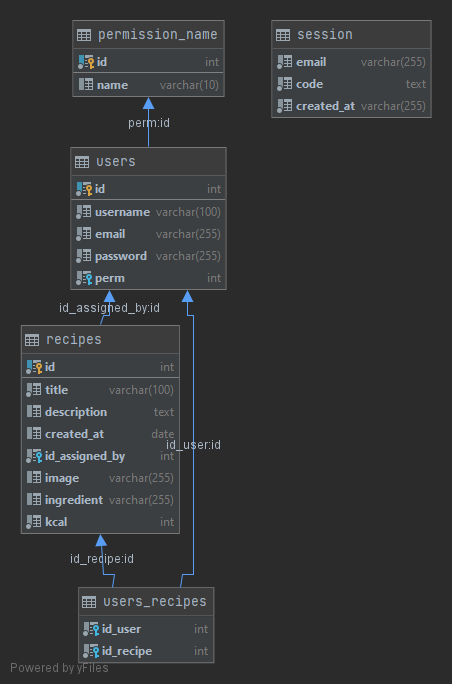 permission_name
id int
name varchar(10)
session
email varchar(255)
code text
created_at varchar(255)
perm:id
users
id int
username varchar(100)
email varchar(255)
password varchar(255)
perm int
id_assigned_by:id
recipes
id int
title varchar(100)
description text
created_at date
id_assigned_by int
image varchar(255)
ingredient varchar(255)
kcal int
id_user:id
id_recipe:id
users_recipes
id_user int
id_recipe int
Powered by yFiles